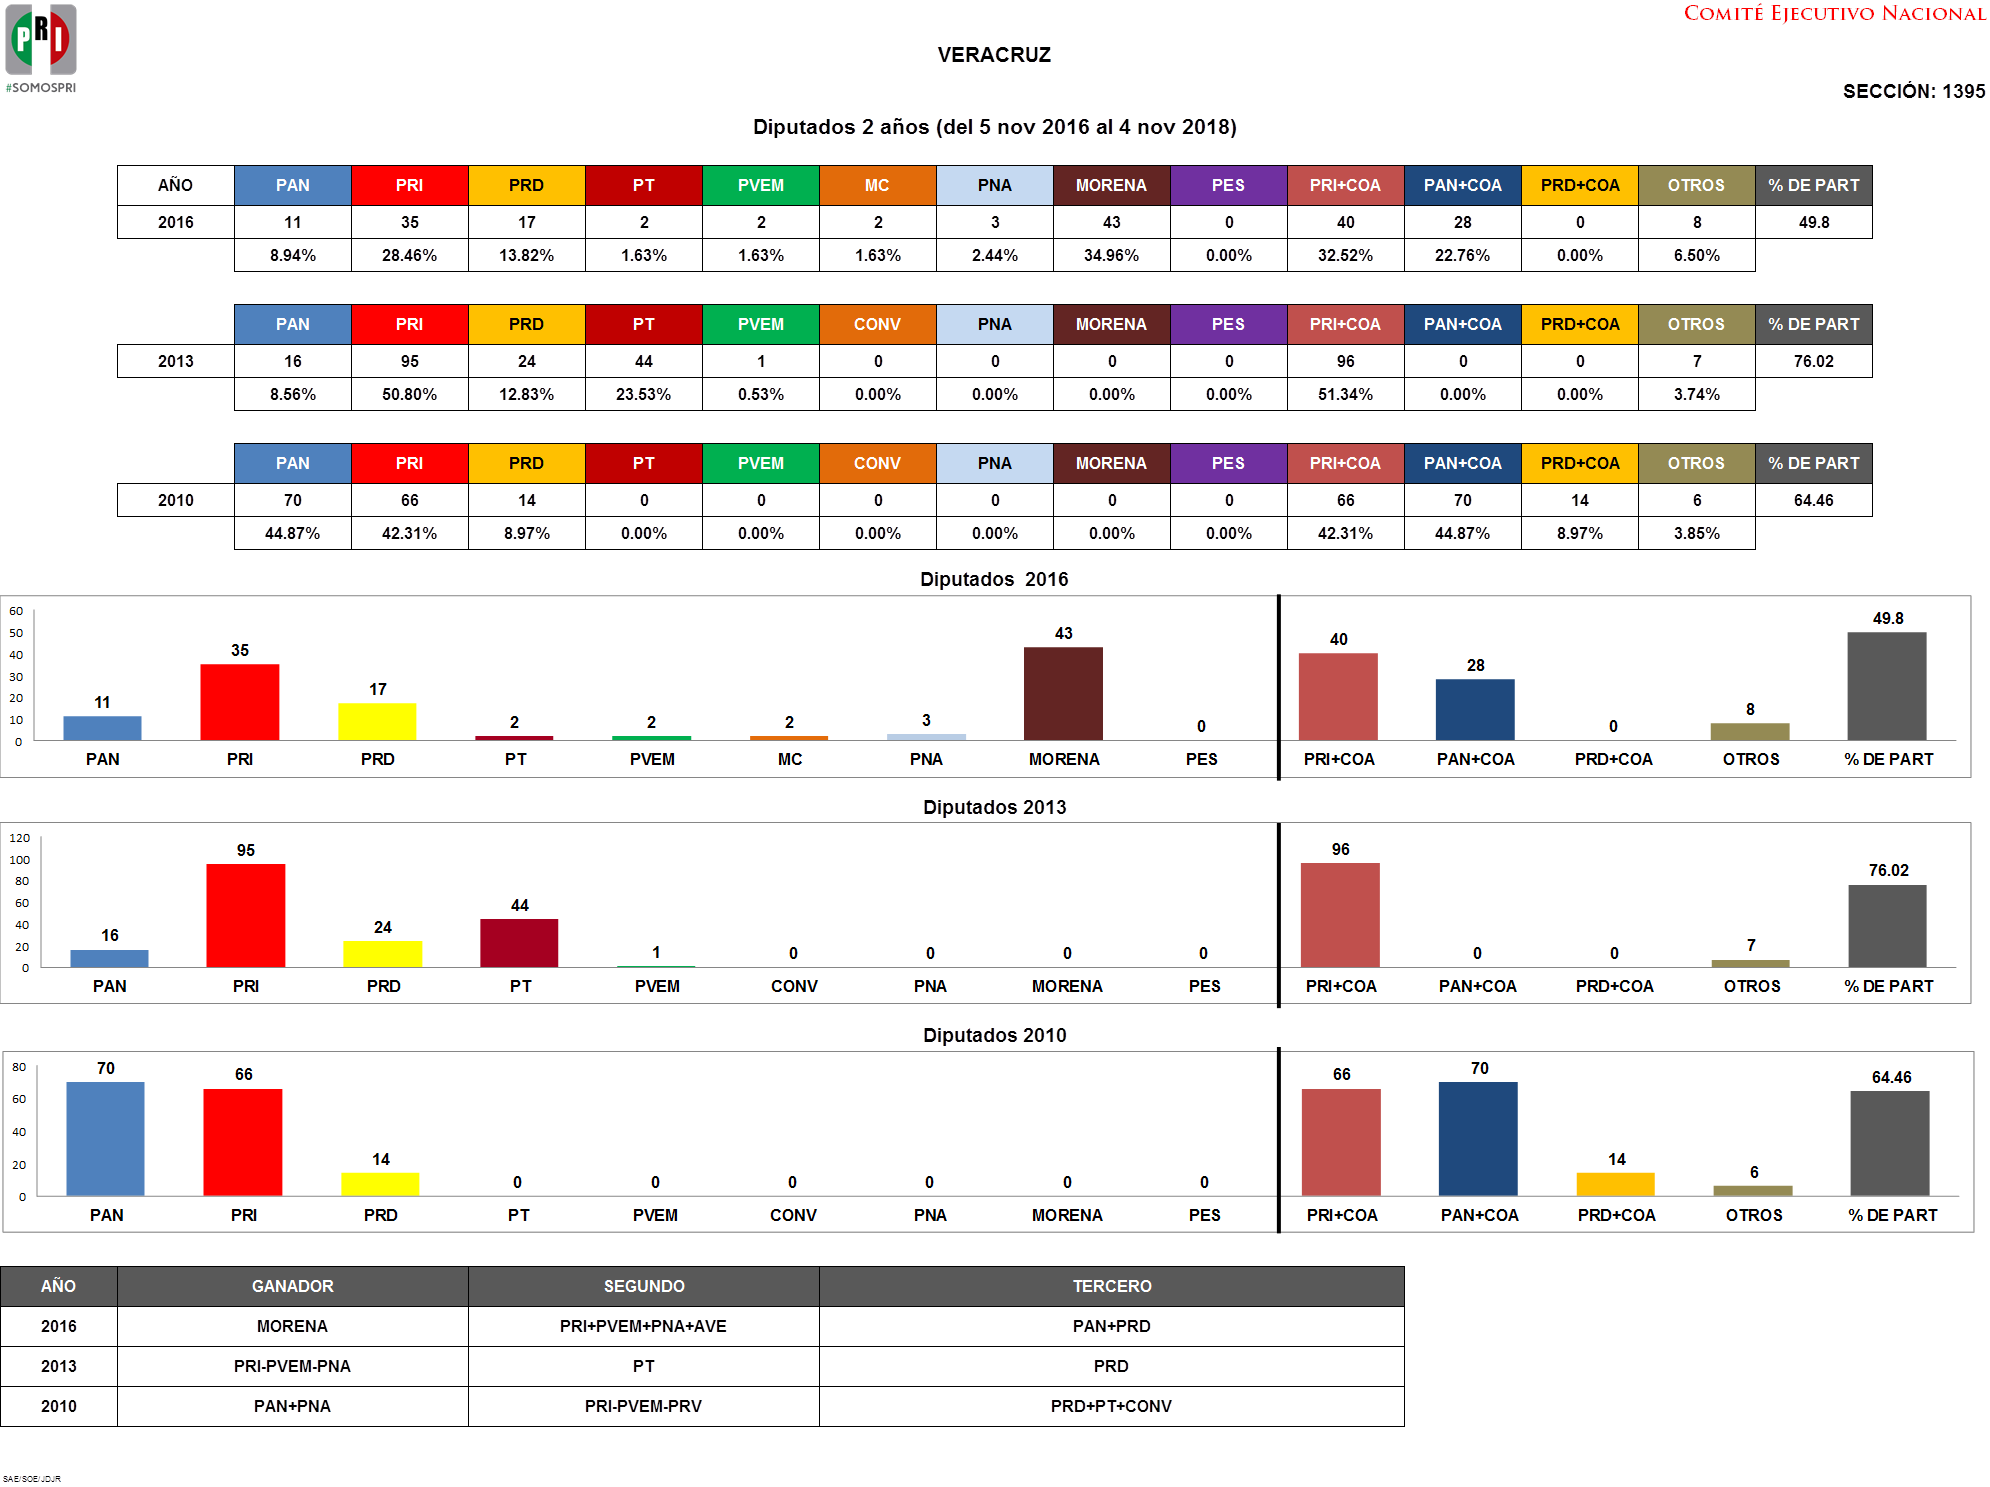 COMITÉ EJECUTIVO NACIONAL
PRI
#SOMOSPRI
VERACRUZ
SECCIÓN: 1395
Diputados 2 años (del 5 nov 2016 al 4 nov 2018)
AÑO PAN PRI PRD PT PVEM MC PNA MORENA PES PRI+COA PAN+COA PRD+COA OTROS % DE PART
2016 11 35 17 2 2 2 3 43 0 40 28 0 8 49.8
8.94% 28.46% 13.82% 1.63% 1.63% 1.63% 2.44% 34.96% 0.00% 32.52% 22.76% 0.00% 6.50%
PAN PRI PRD PT PVEM CONV PNA MORENA PES PRI+COA PAN+COA PRD+COA OTROS % DE PART
2013 16 95 24 44 1 0 0 0 0 96 0 0 7 76.02
8.56% 50.80% 12.83% 23.53% 0.53% 0.00% 0.00% 0.00% 0.00% 51.34% 0.00% 0.00% 3.74%
PAN PRI PRD PT PVEM CONV PNA MORENA PES PRI+COA PAN+COA PRD+COA OTROS % DE PART
2010 70 66 14 0 0 0 0 0 0 66 70 14 6 64.46
44.87% 42.31% 8.97% 0.00% 0.00% 0.00% 0.00% 0.00% 0.00% 42.31% 44.87% 8.97% 3.85%
Diputados 2016
60
50
40
30
20
10
0
11 35 17 2 2 2 3 43 0 40 28 0 8 49.8
PAN PRI PRD PT PVEM MC PNA MORENA PES PRI+COA PAN+COA PRD+COA OTROS % DE PART
Diputados 2013
120
100
80
60
40
20
0
16 95 24 44 1 0 0 0 0 96 0 0 7 76.02
PAN PRI PRD PT PVEM CONV PNA MORENA PES PRI+COA PAN+COA PRD+COA OTROS % DE PART
Diputados 2010
80
60
40
20
0
70 66 14 0 0 0 0 0 0 66 70 14 6 64.46
PAN PRI PRD PT PVEM CONV PNA MORENA PES PRI+COA PAN+COA PRD+COA OTROS % DE PART
AÑO GANADOR SEGUNDO TERCERO
2016 MORENA PRI+PVEM+PNA+AVE PAN+PRD
2013 PRI-PVEM-PNA PT PRD
2010 PAN+PNA PRI-PVEM-PRV PRD+PT+CONV
SAE/SOE/JDJR